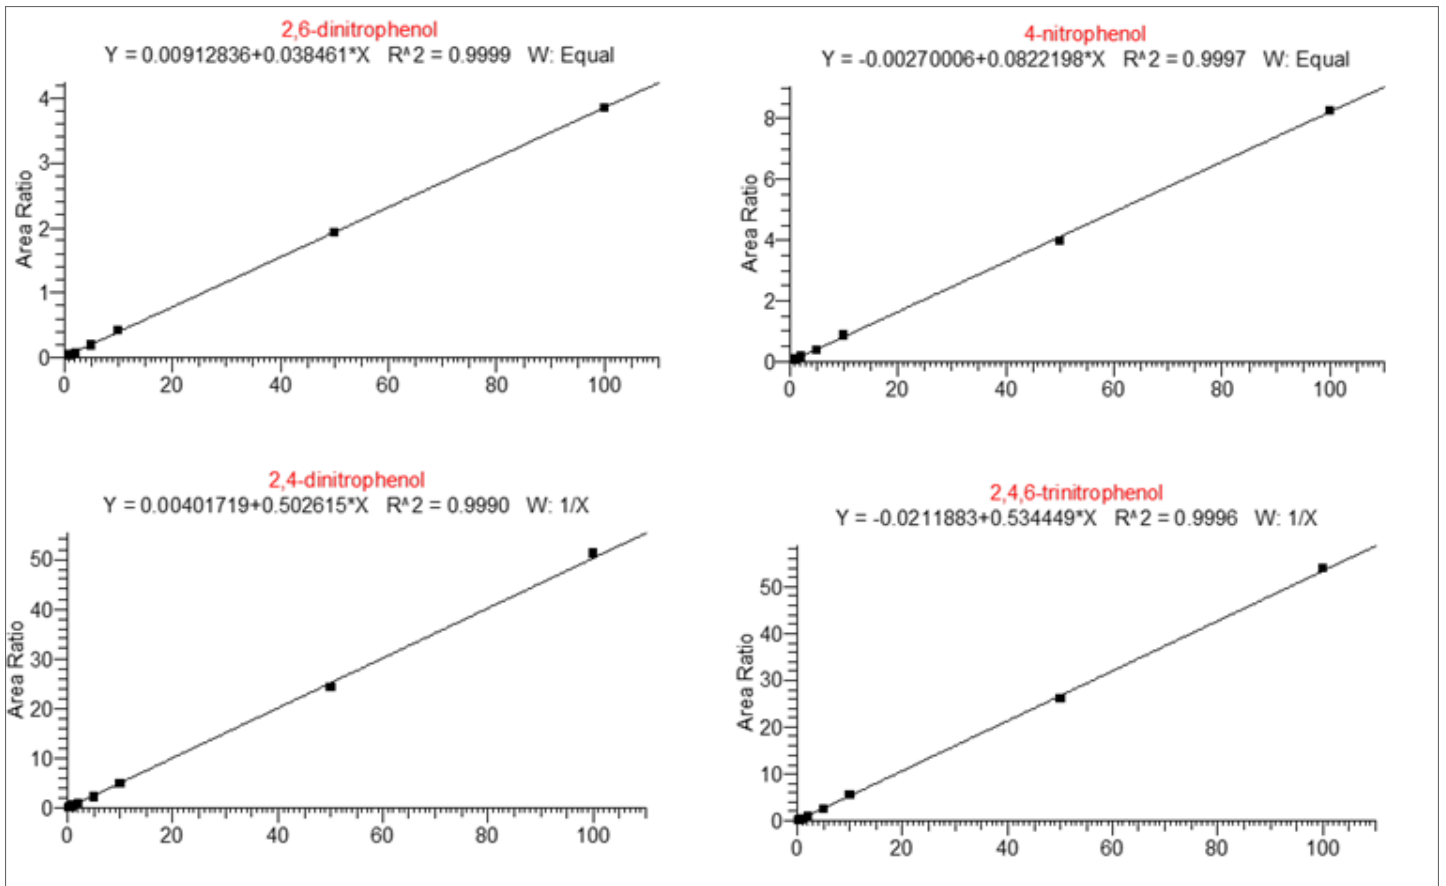 2,6-dinitrophenol
Y = 0.00912836+0.038461*X R^2 = 0.9999 W: Equal
Area Ratio
4
3
2
1
0
0 20 40 60 80 100
4-nitrophenol
Y = -0.00270006+0.0822198*X R^2 = 0.9997 W: Equal
Area Ratio
8
6
4
2
0
0 20 40 60 80 100
2,4-dinitrophenol
Y = 0.00401719+0.502615*X R^2 = 0.9990 W: 1/X
Area Ratio
50
40
30
20
10
0
0 20 40 60 80 100
2,4,6-trinitrophenol
Y = -0.0211883+0.534449*X R^2 = 0.9996 W: 1/X
Area Ratio
50
40
30
20
10
0
0 20 40 60 80 100